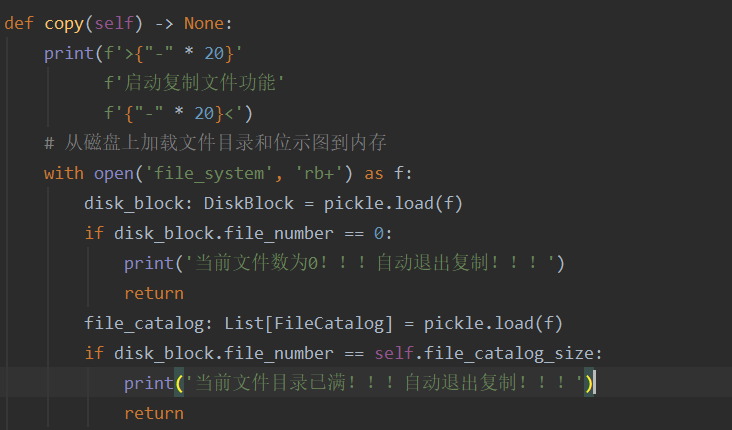 def copy(self) -> None:
    print(f'>{"-" * 20}'
          f'启动复制文件功能'
          f'{"-" * 20}<')
    # 从磁盘上加载文件目录和位示图到内存
    with open('file_system', 'rb+') as f:
        disk_block: DiskBlock = pickle.load(f)
        if disk_block.file_number == 0:
            print('当前文件数为0！！！自动退出复制！！！')
            return
        file_catalog: List[FileCatalog] = pickle.load(f)
        if disk_block.file_number == self.file_catalog_size:
            print('当前文件目录已满！！！自动退出复制！！！')
            return